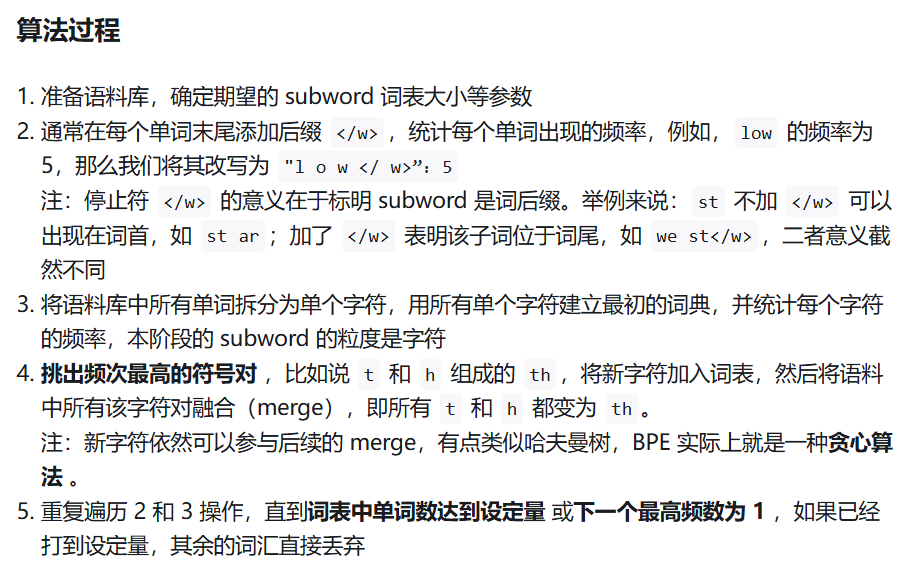 算法过程
1. 准备语料库，确定期望的 subword 词表大小等参数
2. 通常在每个单词末尾添加后缀 </w> ，统计每个单词出现的频率，例如， low 的频率为
5，那么我们将其改写为 "l o w </ w>”：5
注：停止符 </w> 的意义在于标明 subword 是词后缀。举例来说： st 不加 </w> 可以
出现在词首，如 st ar ；加了 </w> 表明该子词位于词尾，如 we st</w> ，二者意义截
然不同
3. 将语料库中所有单词拆分为单个字符，用所有单个字符建立最初的词典，并统计每个字符
的频率，本阶段的 subword 的粒度是字符
4. 挑出频次最高的符号对 ，比如说 t 和 h 组成的 th ，将新字符加入词表，然后将语料
中所有该字符对融合（merge），即所有 t 和 h 都变为 th 。
注：新字符依然可以参与后续的 merge，有点类似哈夫曼树，BPE 实际上就是一种贪心算
法 。
5. 重复遍历 2 和 3 操作，直到词表中单词数达到设定量 或下一个最高频数为 1 ，如果已经
打到设定量，其余的词汇直接丢弃